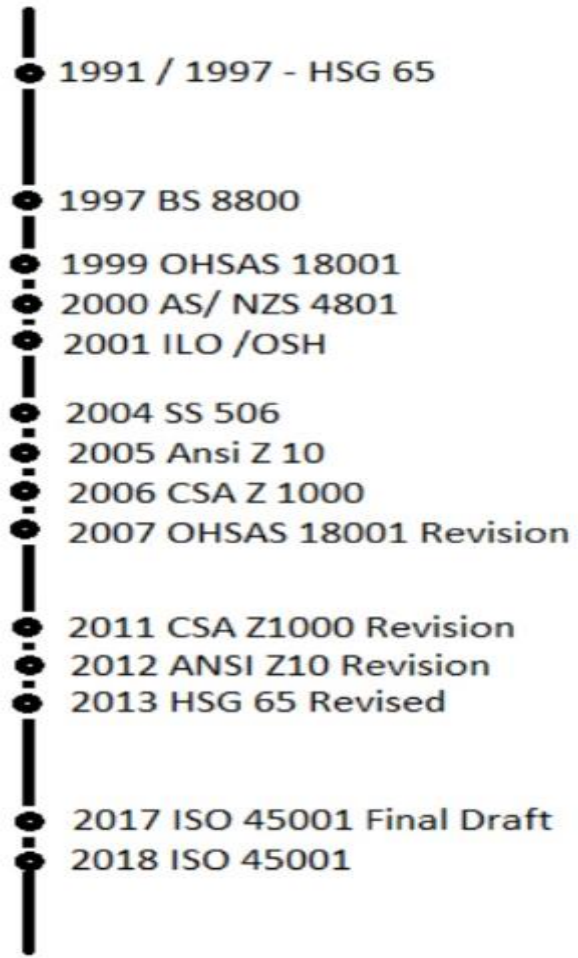 1991 / 1997 - HSG 65
1997 BS 8800
1999 OHSAS 18001
2000 AS/ NZS 4801
2001 ILO /OSH
2004 SS 506
2005 Ansi Z 10
2006 CSA Z 1000
2007 OHSAS 18001 Revision
2011 CSA Z1000 Revision
2012 ANSI Z10 Revision
2013 HSG 65 Revised
2017 ISO 45001 Final Draft
2018 ISO 45001